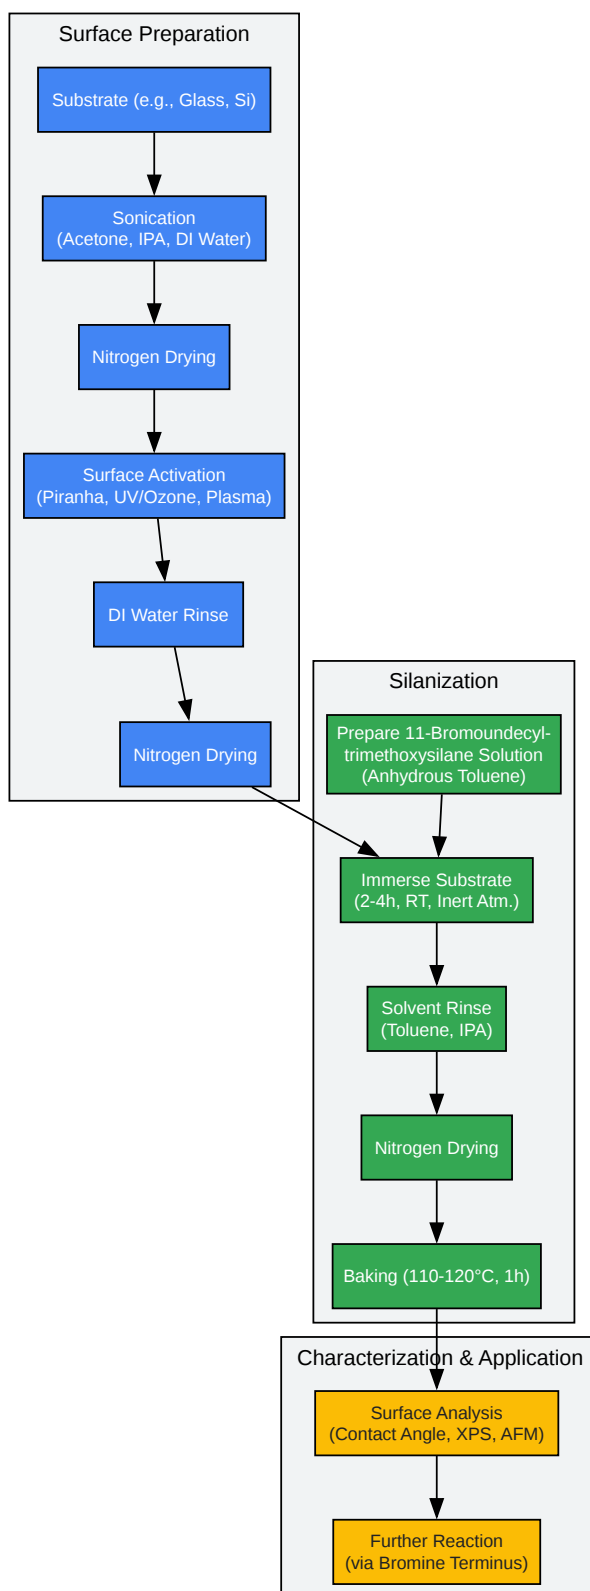 Surface Preparation
Substrate (e.g., Glass, Si)
Sonication
(Acetone, IPA, DI Water)
Nitrogen Drying
Surface Activation
(Piranha, UV/Ozone, Plasma)
DI Water Rinse
Nitrogen Drying
Silanization
Prepare 11-Bromoundecyl-
trimethoxysilane Solution
(Anhydrous Toluene)
Immerse Substrate
(2-4h, RT, Inert Atm.)
Solvent Rinse
(Toluene, IPA)
Nitrogen Drying
Baking (110-120°C, 1h)
Characterization & Application
Surface Analysis
(Contact Angle, XPS, AFM)
Further Reaction
(via Bromine Terminus)